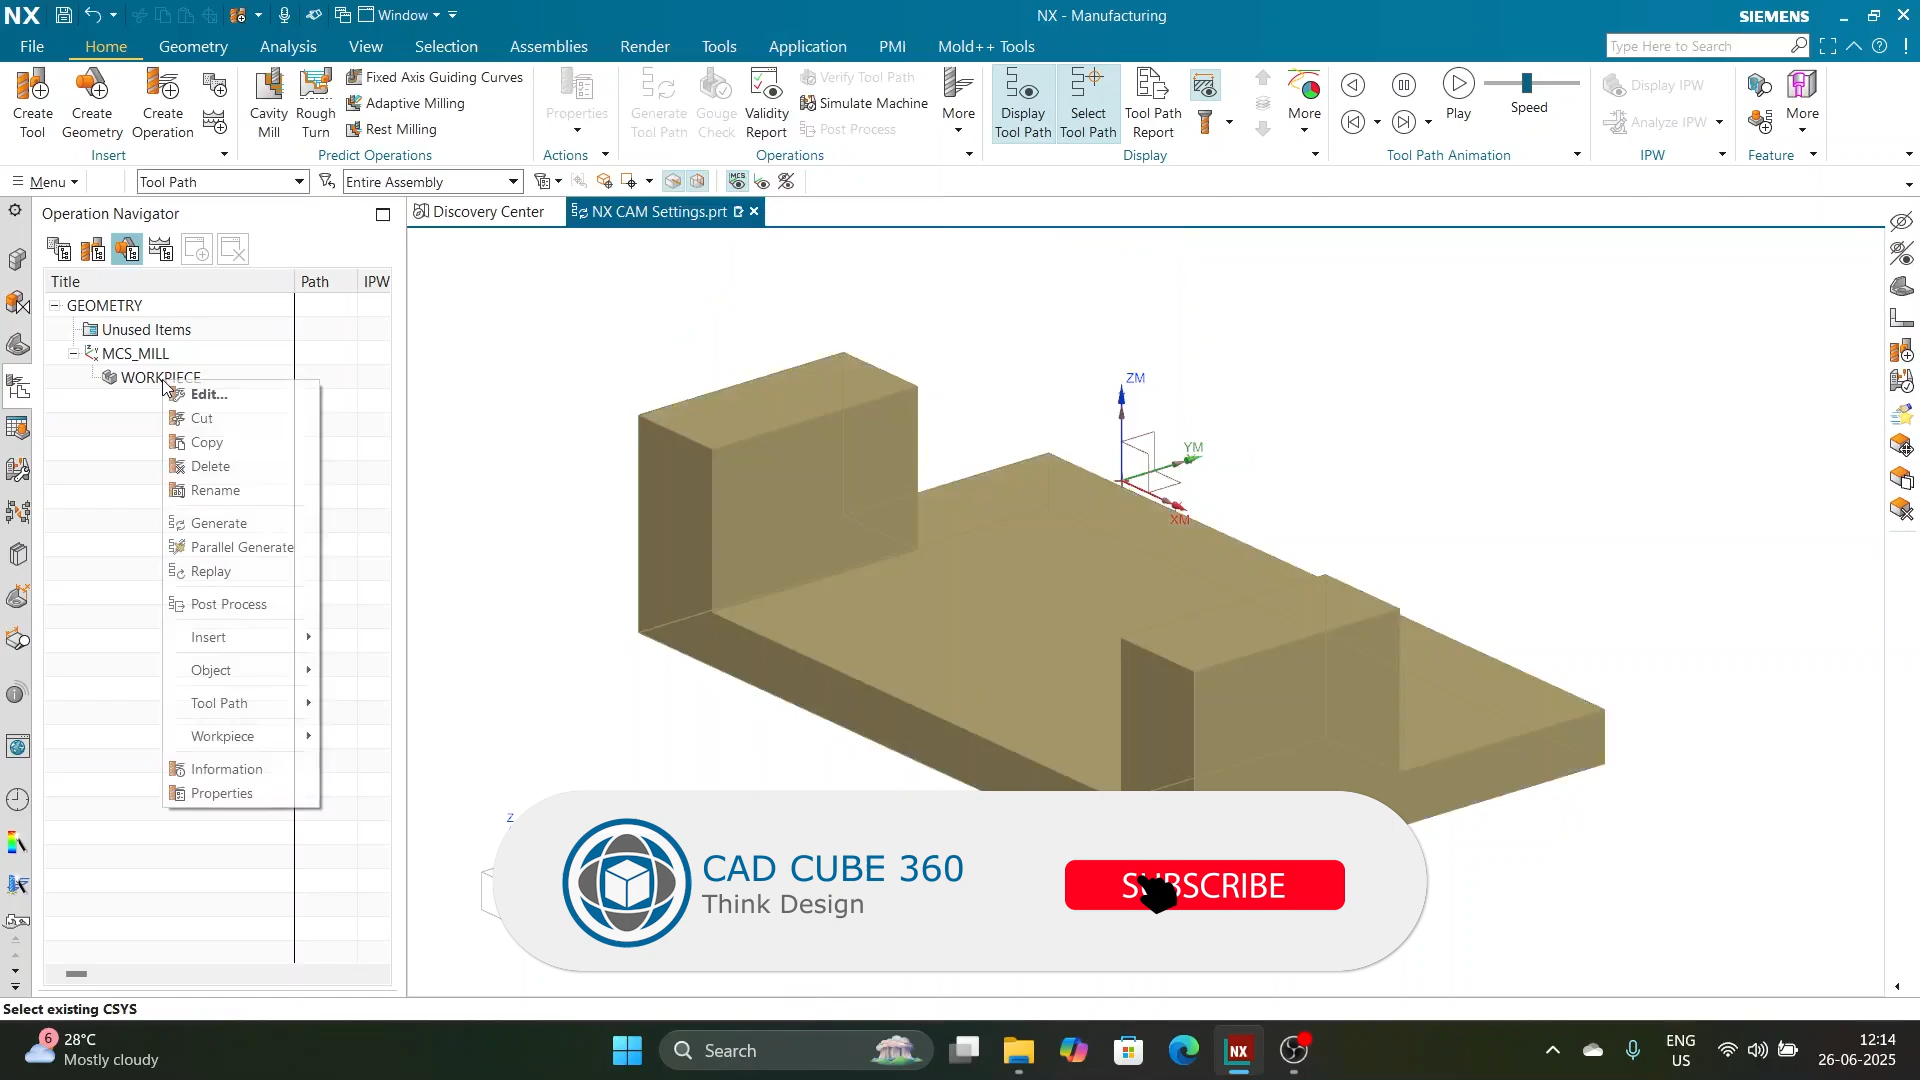 NX
Window
NX - Manufacturing
SIEMENS
File
Home
Geometry
Analysis
View
Selection
Assemblies
Render
Tools
Application
PMI
Mold++ Tools
Type Here to Search
Create Tool
Create Geometry
Create Operation
Insert
Cavity Mill
Rough Turn
Fixed Axis Guiding Curves
Adaptive Milling
Rest Milling
Predict Operations
Properties
Actions
Generate Tool Path
Gouge Check
Validity Report
Verify Tool Path
Simulate Machine
Post Process
More
Operations
Display Tool Path
Select Tool Path
Tool Path Report
More
Display
Play
Speed
Tool Path Animation
Display IPW
Analyze IPW
IPW
More
Feature
Menu
Tool Path
Entire Assembly
MCS
Operation Navigator
Discovery Center
NX CAM Settings.prt
Title Path IPW
GEOMETRY
Unused Items
MCS_MILL
WORKPIECE
Edit...
Cut
Copy
Delete
Rename
Generate
Parallel Generate
Replay
Post Process
Insert
Object
Tool Path
Workpiece
Information
Properties
ZM
YM
XM
Z
CAD CUBE 360
Think Design
SUBSCRIBE
Select existing CSYS
6
28°C
Mostly cloudy
Search
NX
ENG
US
12:14
26-06-2025